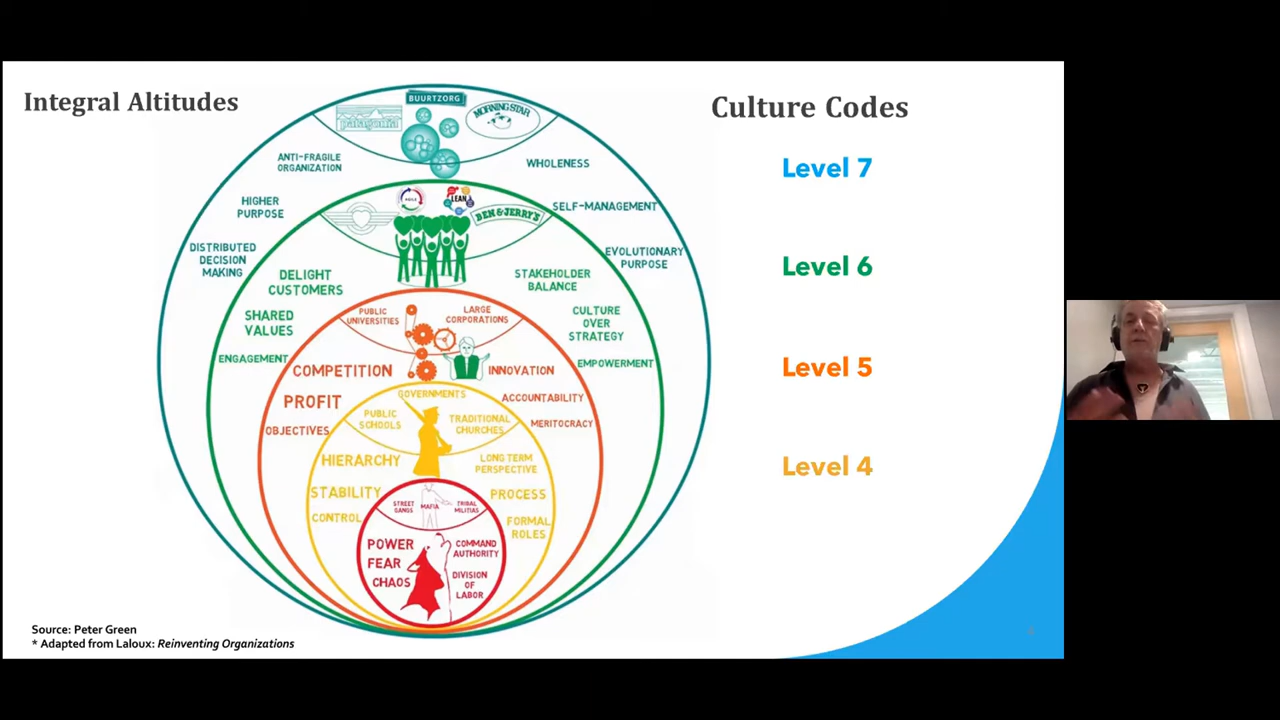 Integral Altitudes
Culture Codes
BUURTZORG
patagonia
MORNING STAR
ANTI-FRAGILE
ORGANIZATION
WHOLENESS
HIGHER
PURPOSE
SELF-MANAGEMENT
DISTRIBUTED
DECISION
MAKING
EVOLUTIONARY
PURPOSE
AGILE
LEAN
BEN & JERRY'S
DELIGHT
CUSTOMERS
STAKEHOLDER
BALANCE
SHARED
VALUES
CULTURE
OVER
STRATEGY
ENGAGEMENT
EMPOWERMENT
PUBLIC
UNIVERSITIES
LARGE
CORPORATIONS
COMPETITION
INNOVATION
PROFIT
ACCOUNTABILITY
OBJECTIVES
MERITOCRACY
GOVERNMENTS
PUBLIC
SCHOOLS
TRADITIONAL
CHURCHES
HIERARCHY
LONG TERM
PERSPECTIVE
STABILITY
PROCESS
CONTROL
FORMAL
ROLES
STREET
GANGS
MAFIA
TRIBAL
MILITIAS
POWER
FEAR
CHAOS
COMMAND
AUTHORITY
DIVISION
OF
LABOR
Level 7
Level 6
Level 5
Level 4
Source: Peter Green
* Adapted from Laloux: Reinventing Organizations